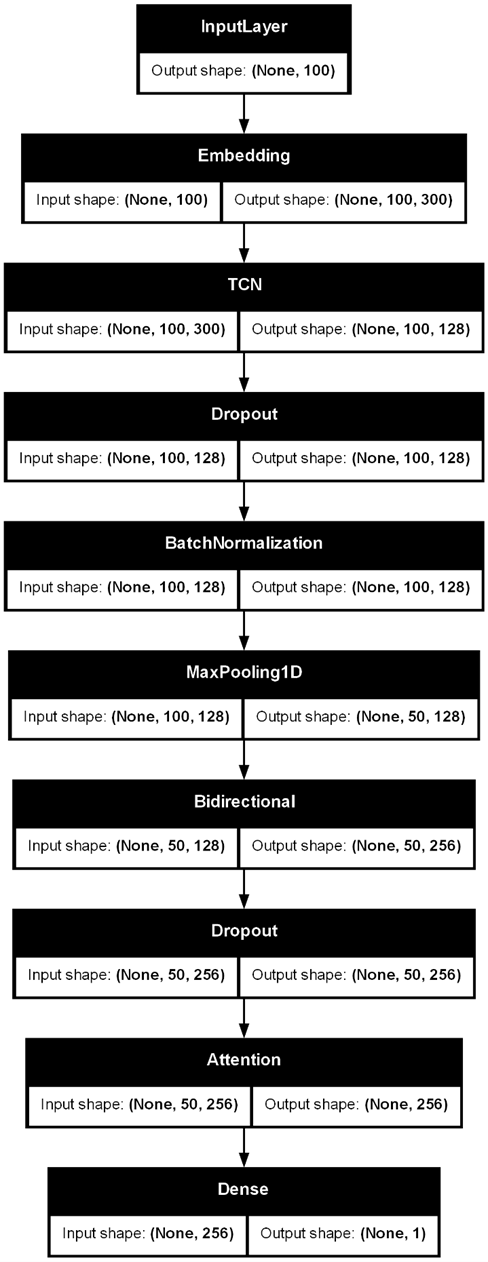 InputLayer
Output shape: (None, 100)
Embedding
Input shape: (None, 100) Output shape: (None, 100, 300)
TCN
Input shape: (None, 100, 300) Output shape: (None, 100, 128)
Dropout
Input shape: (None, 100, 128) Output shape: (None, 100, 128)
BatchNormalization
Input shape: (None, 100, 128) Output shape: (None, 100, 128)
MaxPooling1D
Input shape: (None, 100, 128) Output shape: (None, 50, 128)
Bidirectional
Input shape: (None, 50, 128) Output shape: (None, 50, 256)
Dropout
Input shape: (None, 50, 256) Output shape: (None, 50, 256)
Attention
Input shape: (None, 50, 256) Output shape: (None, 256)
Dense
Input shape: (None, 256) Output shape: (None, 1)